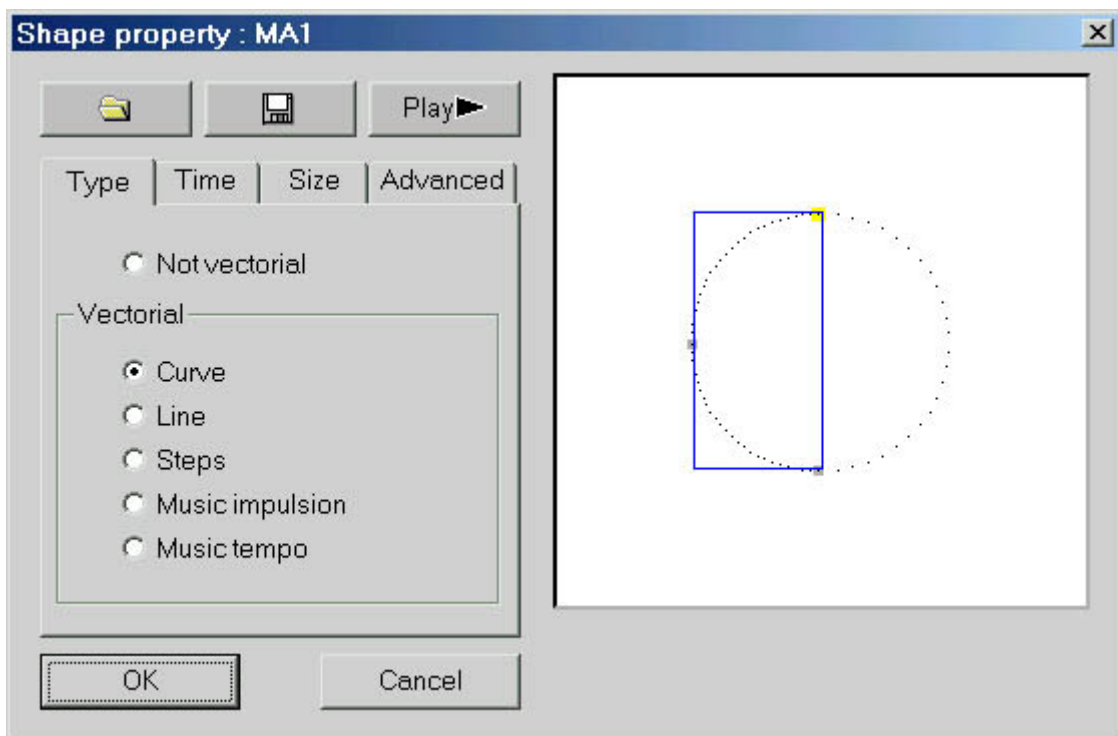 Shape property : MA1
Play
Type Time Size Advanced
Not vectorial
Vectorial
Curve
Line
Steps
Music impulsion
Music tempo
OK Cancel